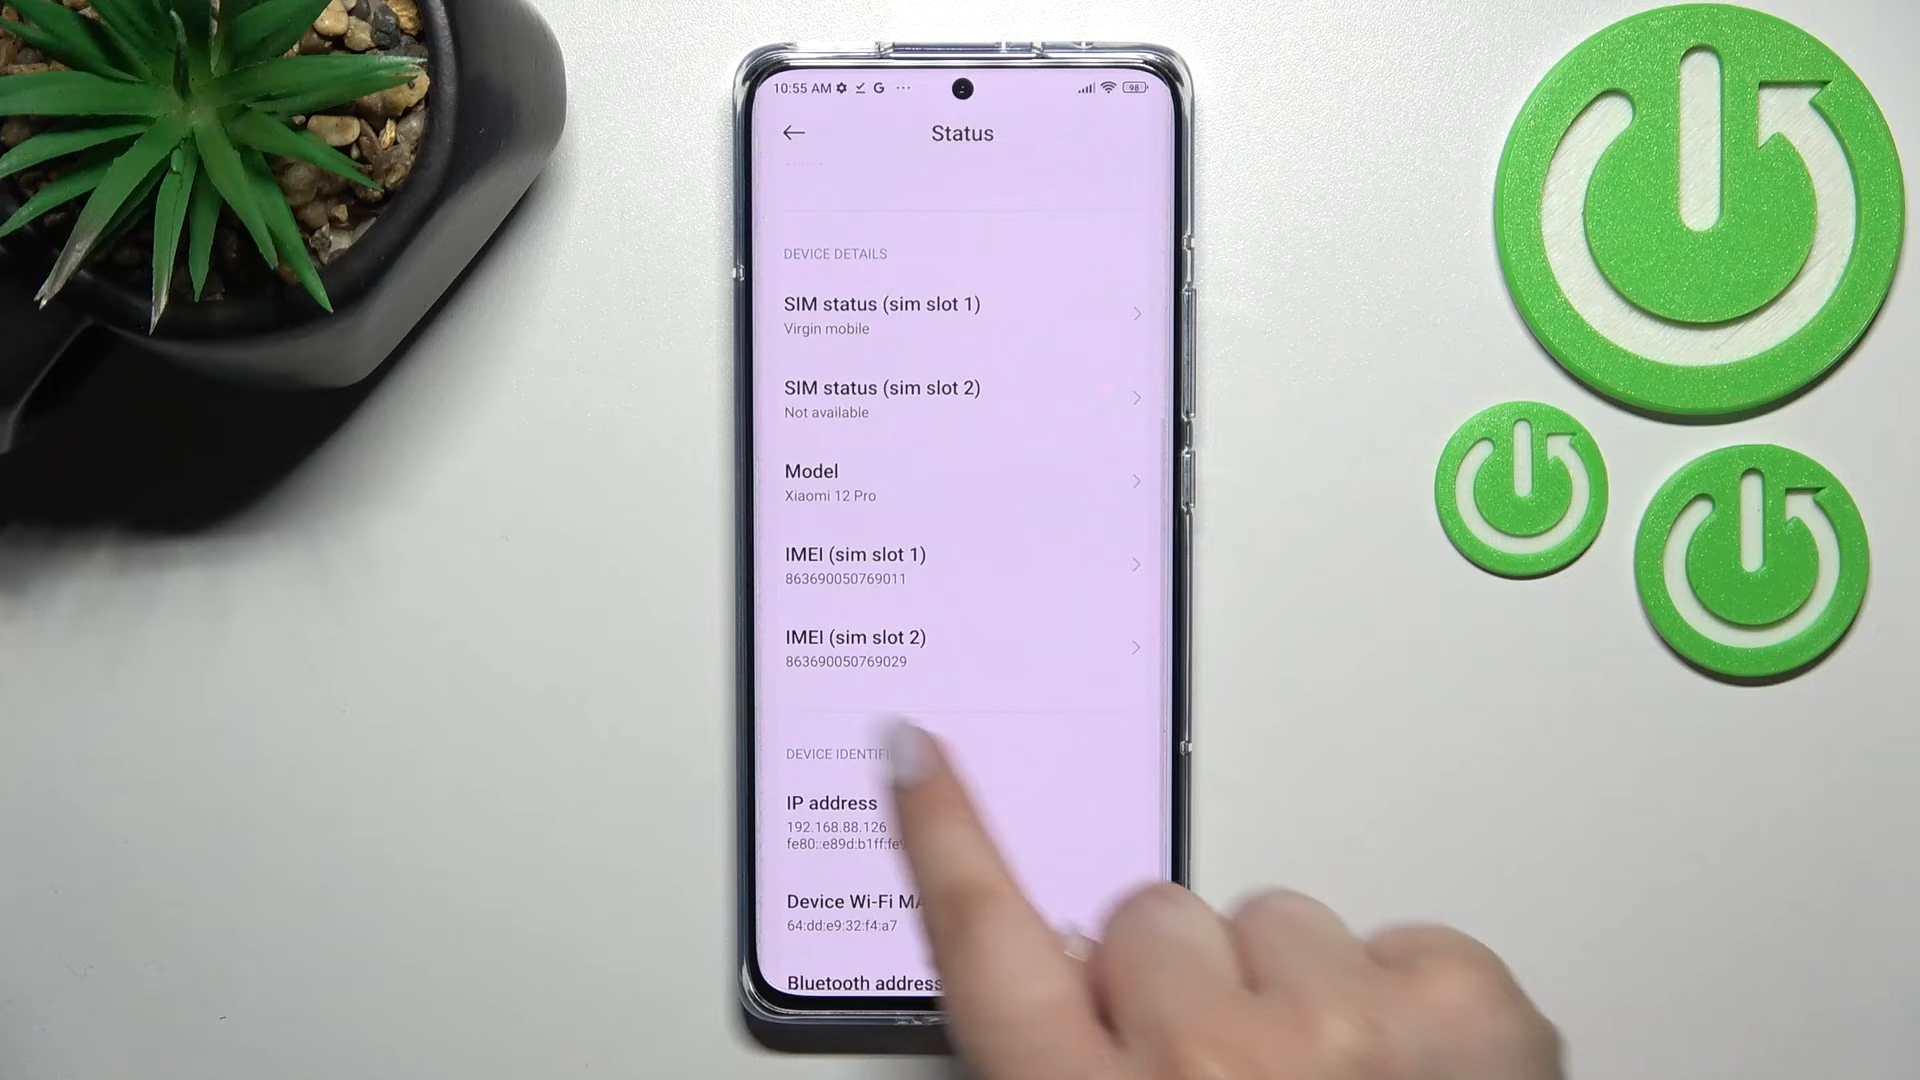 10:55 AM G ... 98
Status
DEVICE DETAILS
SIM status (sim slot 1)
Virgin mobile
SIM status (sim slot 2)
Not available
Model
Xiaomi 12 Pro
IMEI (sim slot 1)
863690050769011
IMEI (sim slot 2)
863690050769029
DEVICE IDENTIF
IP address
192.168.88.126
fe80::e89d:b1ff:fe
Device Wi-Fi MA
64:dd:e9:32:f4:a7
Bluetooth address